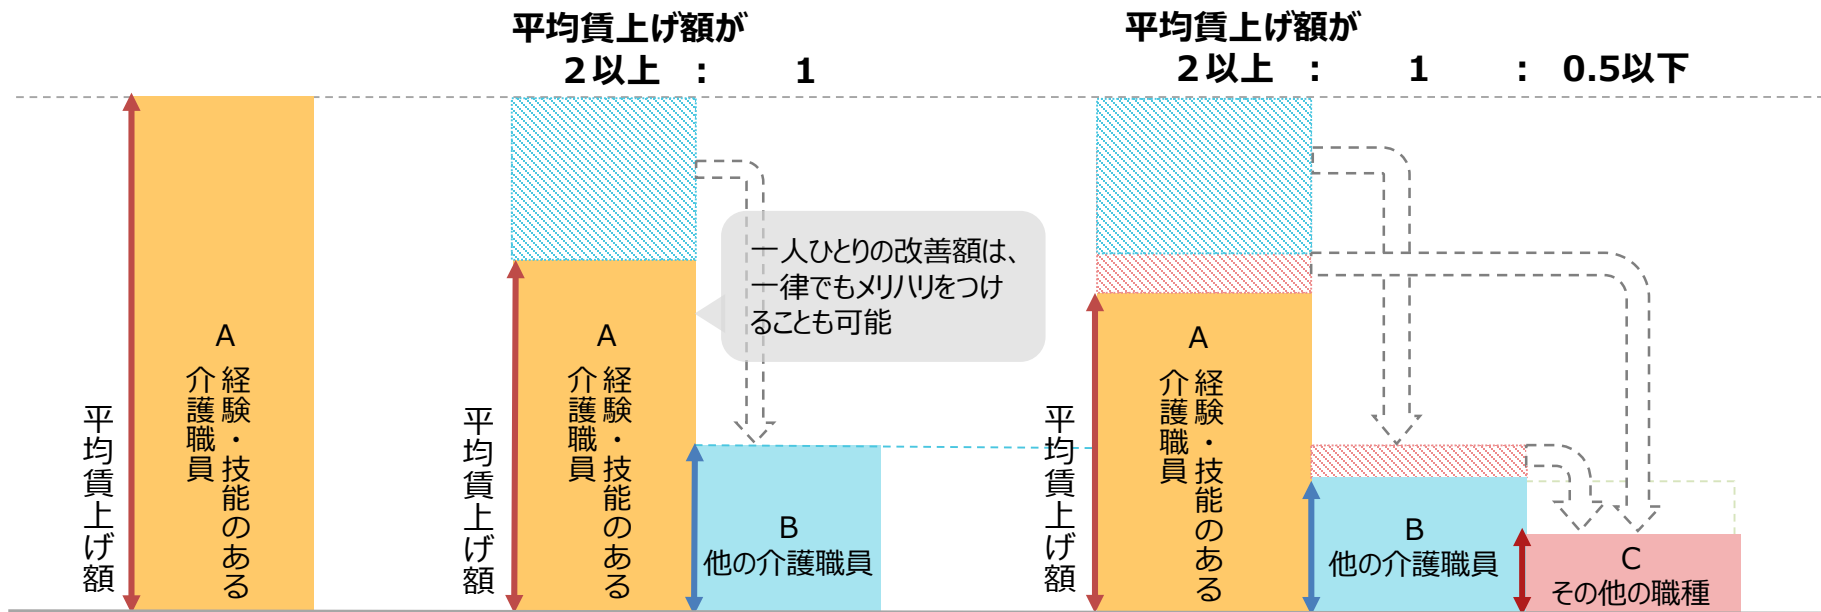 平均賃上げ額が
２以上 ： 1
平均賃上げ額が
２以上 ： 1 ： 0.5以下
平均賃上げ額
A
経験・技能のある
介護職員
平均賃上げ額
A
経験・技能のある
介護職員
一人ひとりの改善額は、
一律でもメリハリをつけ
ることも可能
B
他の介護職員
平均賃上げ額
A
経験・技能のある
介護職員
B
他の介護職員
C
その他の職種